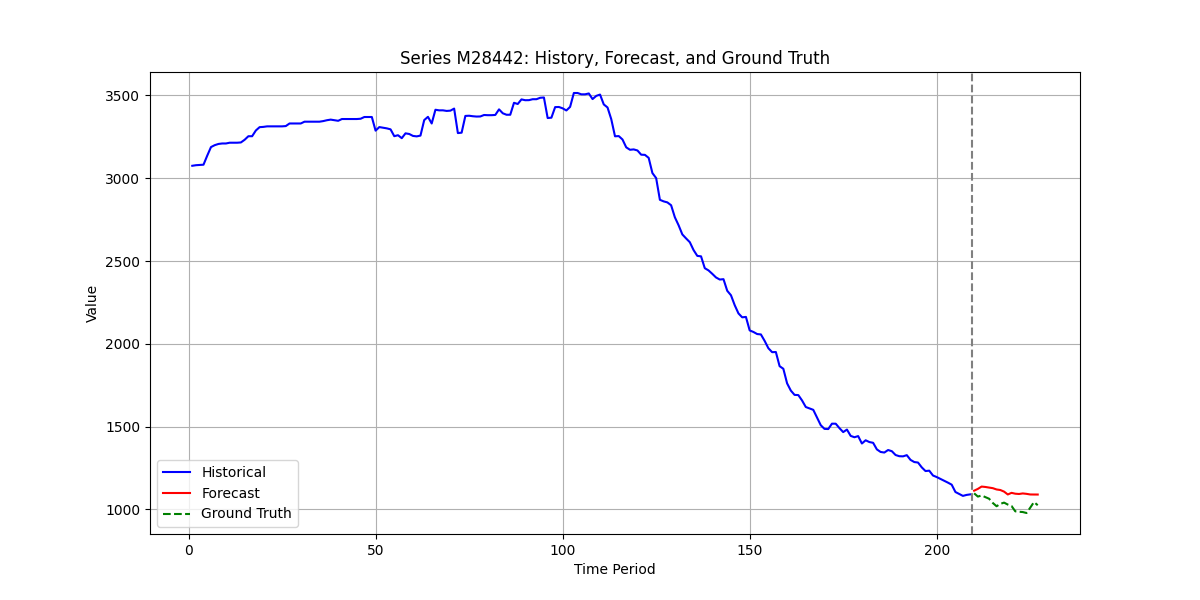 Series M28442: History, Forecast, and Ground Truth
Value
3500
3000
2500
2000
1500
1000
Historical
Forecast
Ground Truth
0
50
100
150
200
Time Period